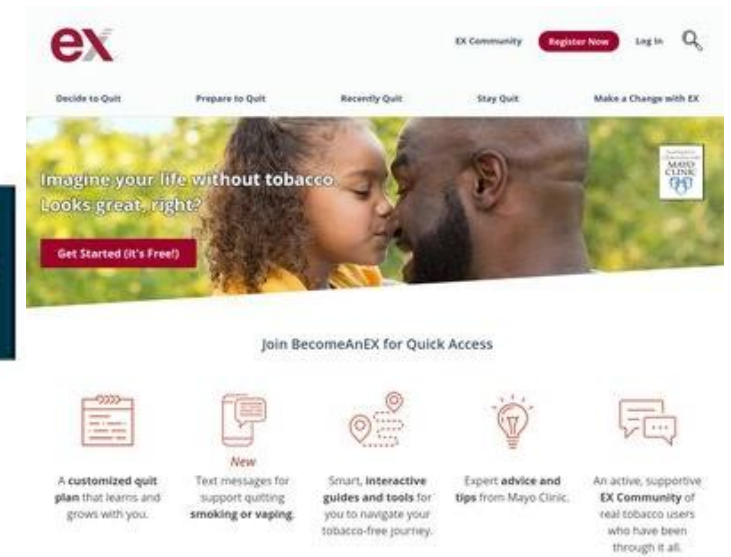 ex
EX Community
Register Now
Log In
Decide to Quit
Prepare to Quit
Recently Quit
Stay Quit
Make a Change with EX
Imagine your life without tobacco.
Looks great, right?
MAYO
CLINIC
Get Started (it's Free!)
Join BecomeAnEX for Quick Access
A customized quit
plan that learns and
grows with you.
New
Text messages for
support quitting
smoking or vaping.
Smart, interactive
guides and tools for
you to navigate your
tobacco-free journey.
Expert advice and
tips from Mayo Clinic.
An active, supportive
EX Community of
real tobacco users
who have been
through it all.